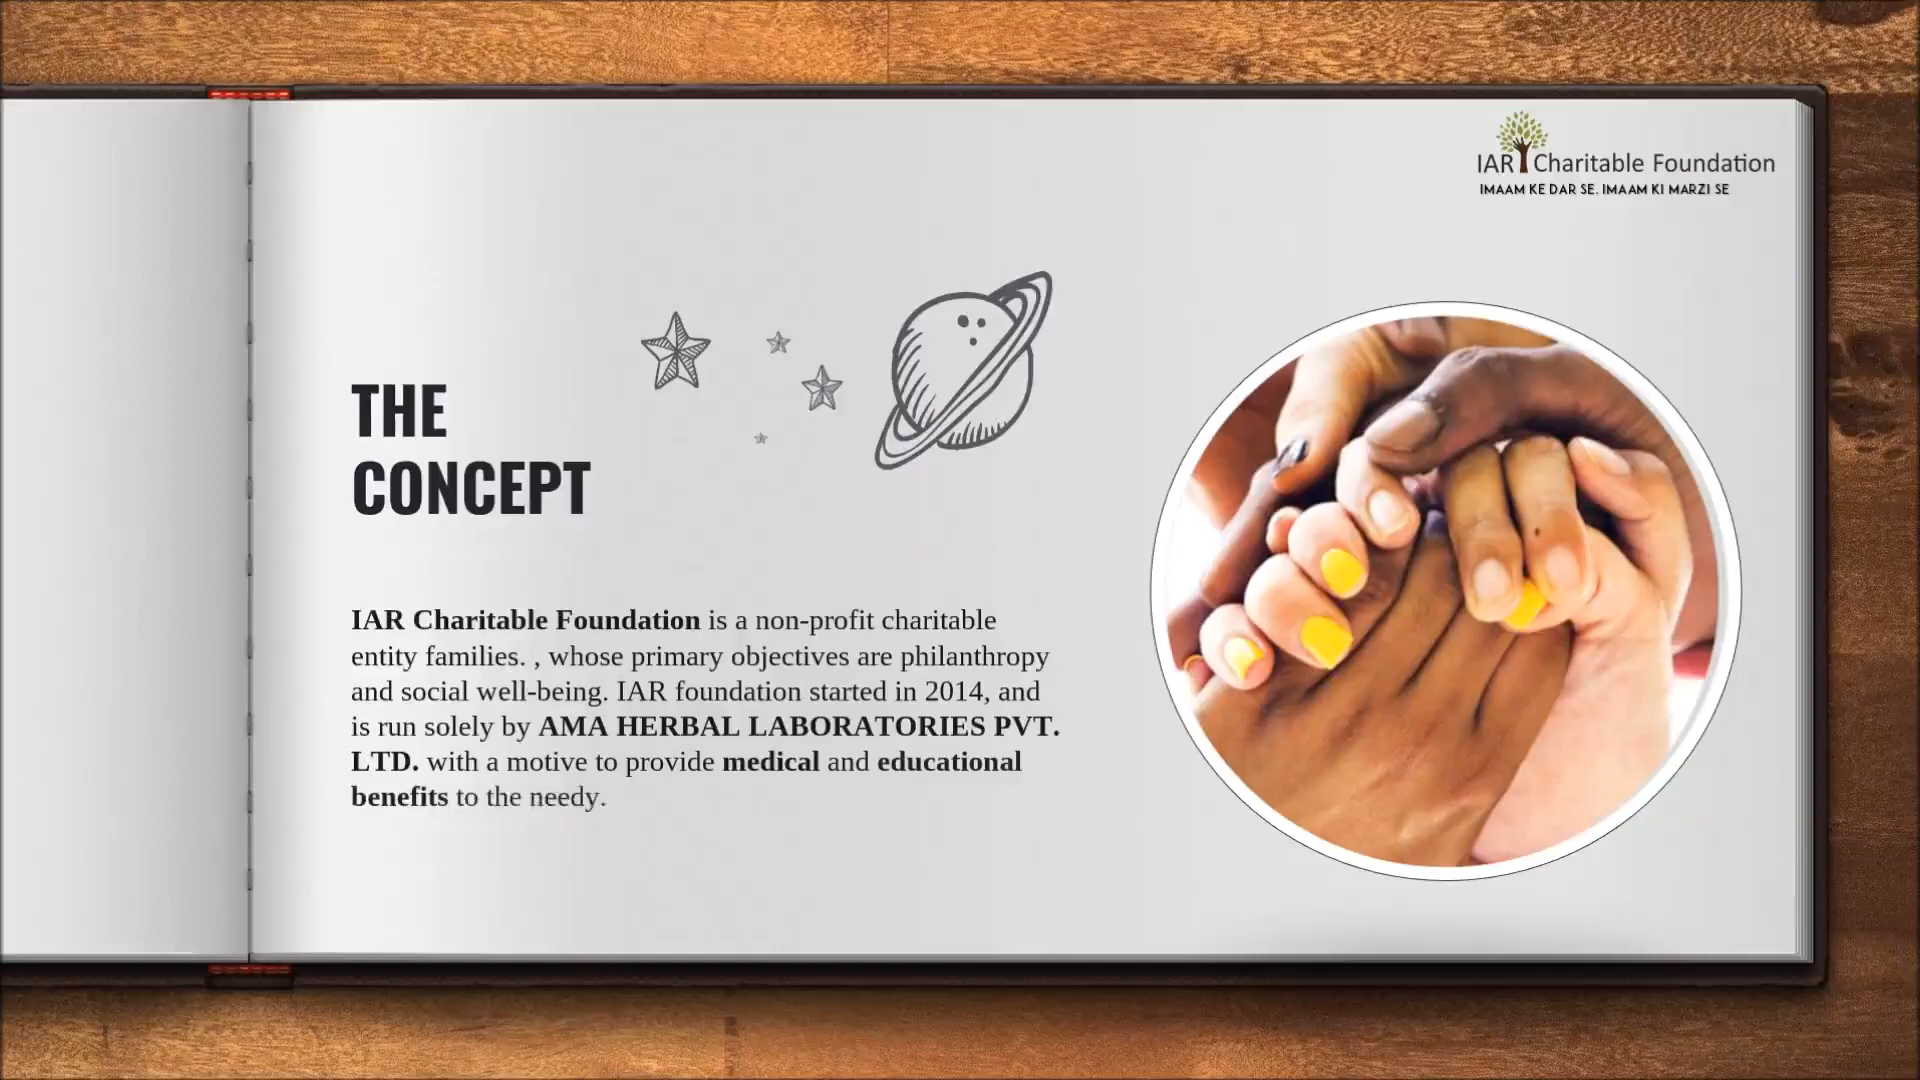 IAR Charitable Foundation
IMAAM KE DAR SE. IMAAM KI MARZI SE
THE
CONCEPT
IAR Charitable Foundation is a non-profit charitable
entity families. , whose primary objectives are philanthropy
and social well-being. IAR foundation started in 2014, and
is run solely by AMA HERBAL LABORATORIES PVT.
LTD. with a motive to provide medical and educational
benefits to the needy.